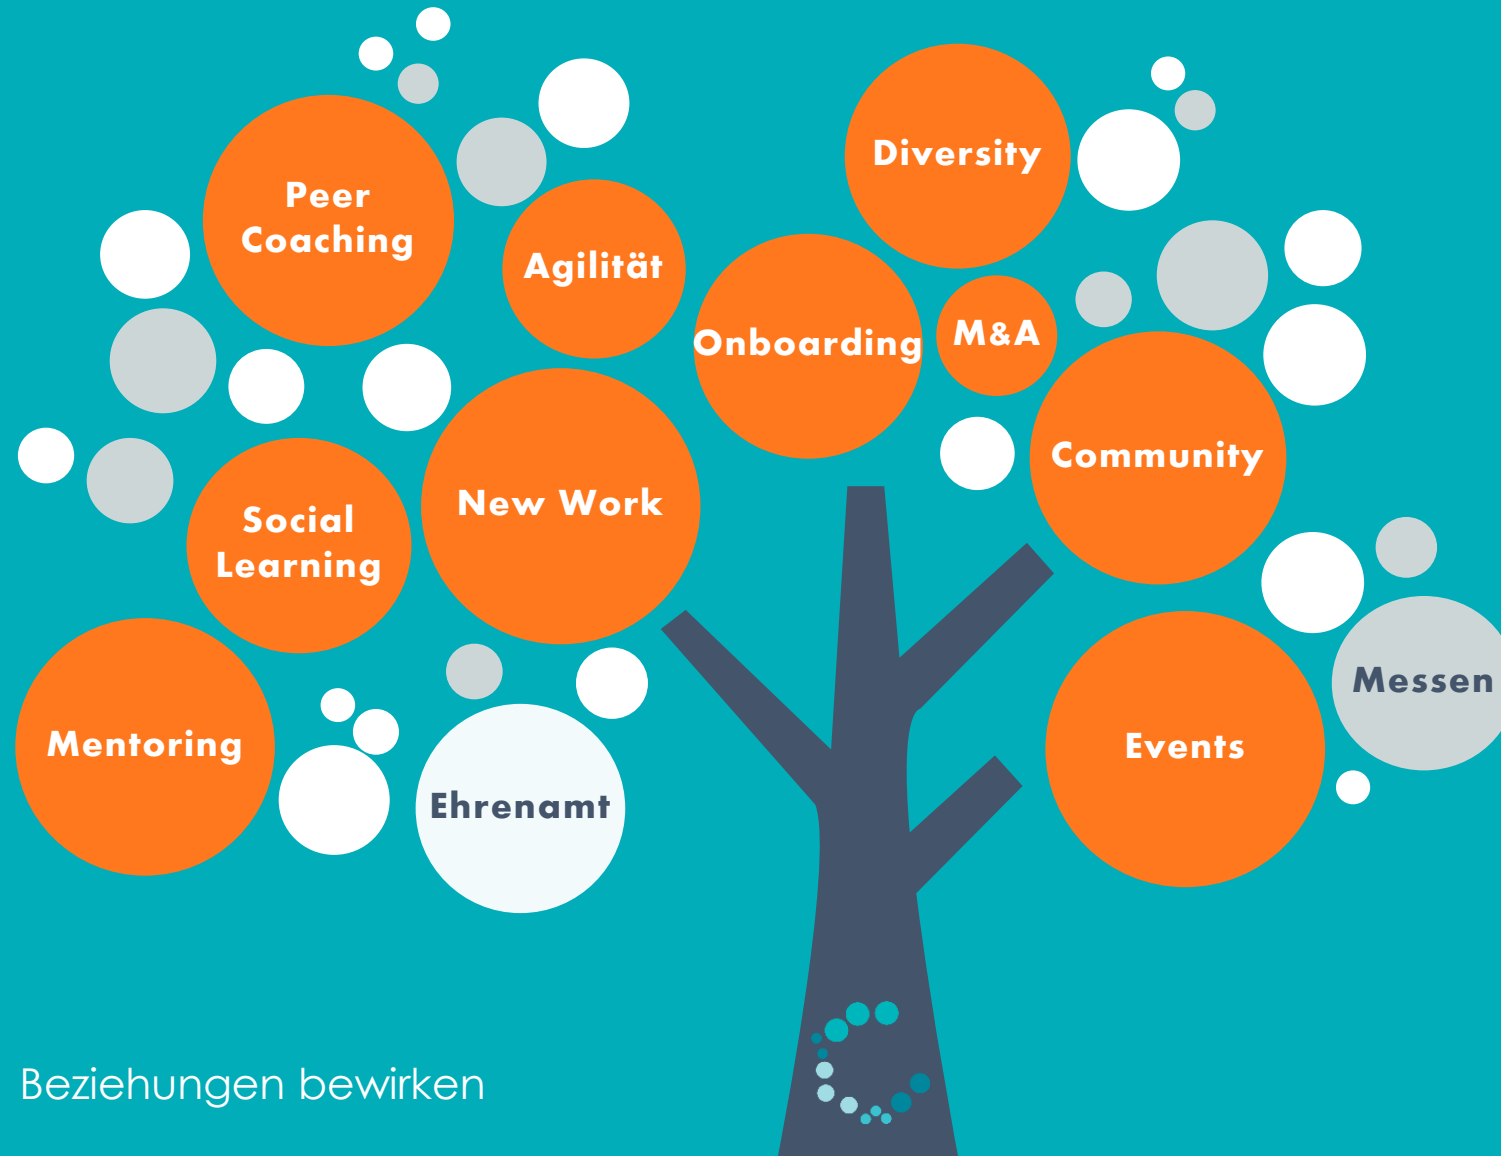 Diversity
Peer
Coaching
Agilität
M&A
Onboarding
Community
New Work
Social
Learning
Messen
Mentoring
Events
Ehrenamt
Beziehungen bewirken